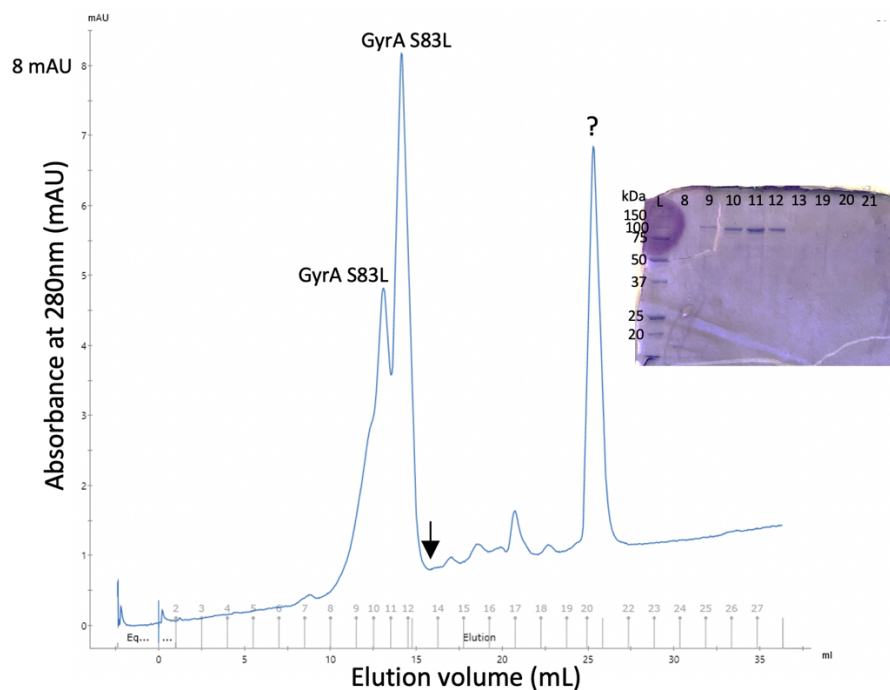 mAU
8 mAU
GyrA S83L
GyrA S83L
?
Absorbance at 280nm (mAU)
8
7
6
5
4
3
2
1
0
kDa L 8 9 10 11 12 13 19 20 21
150
100
75
50
37
25
20
2 3 4 5 6 7 8 9 10 11 12 14 15 16 17 18 19 20 22 23 24 25 26 27
Eq... ... Elution
0 5 10 15 20 25 30 35 ml
Elution volume (mL)